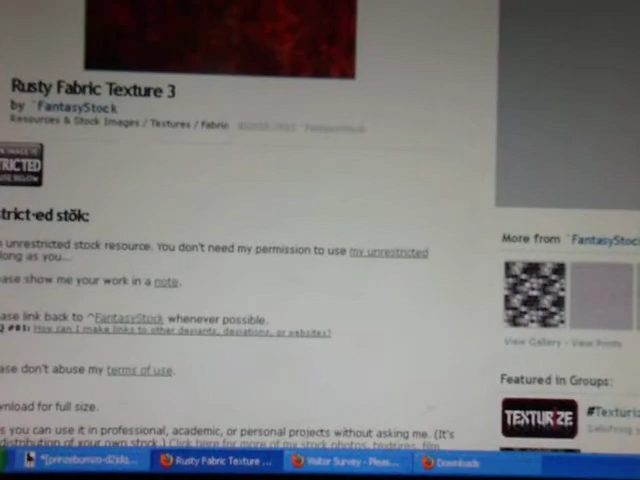 Rusty Fabric Texture 3
by `FantasyStock
Resources & Stock Images / Textures / Fabric
TRICTED
strict·ed stök:
unrestricted stock resource. You don't need my permission to use my unrestricted
long as you...
ase show me your work in a note.
ase link back to ^FantasyStock whenever possible.
Q #81: How can I make links to other deviants, deviations, or websites?
ase don't abuse my terms of use.
wnload for full size.
s you can use it in professional, academic, or personal projects without asking me. (It's
distribution of your own stock.) Click here for more of my stock photos, textures, film
More from `FantasyStoc
View Gallery - View Prints
Featured in Groups:
TEXTURIZE
#Texturiz
Rusty Fabric Texture ...
Visitor Survey - Pleas...
Downloads